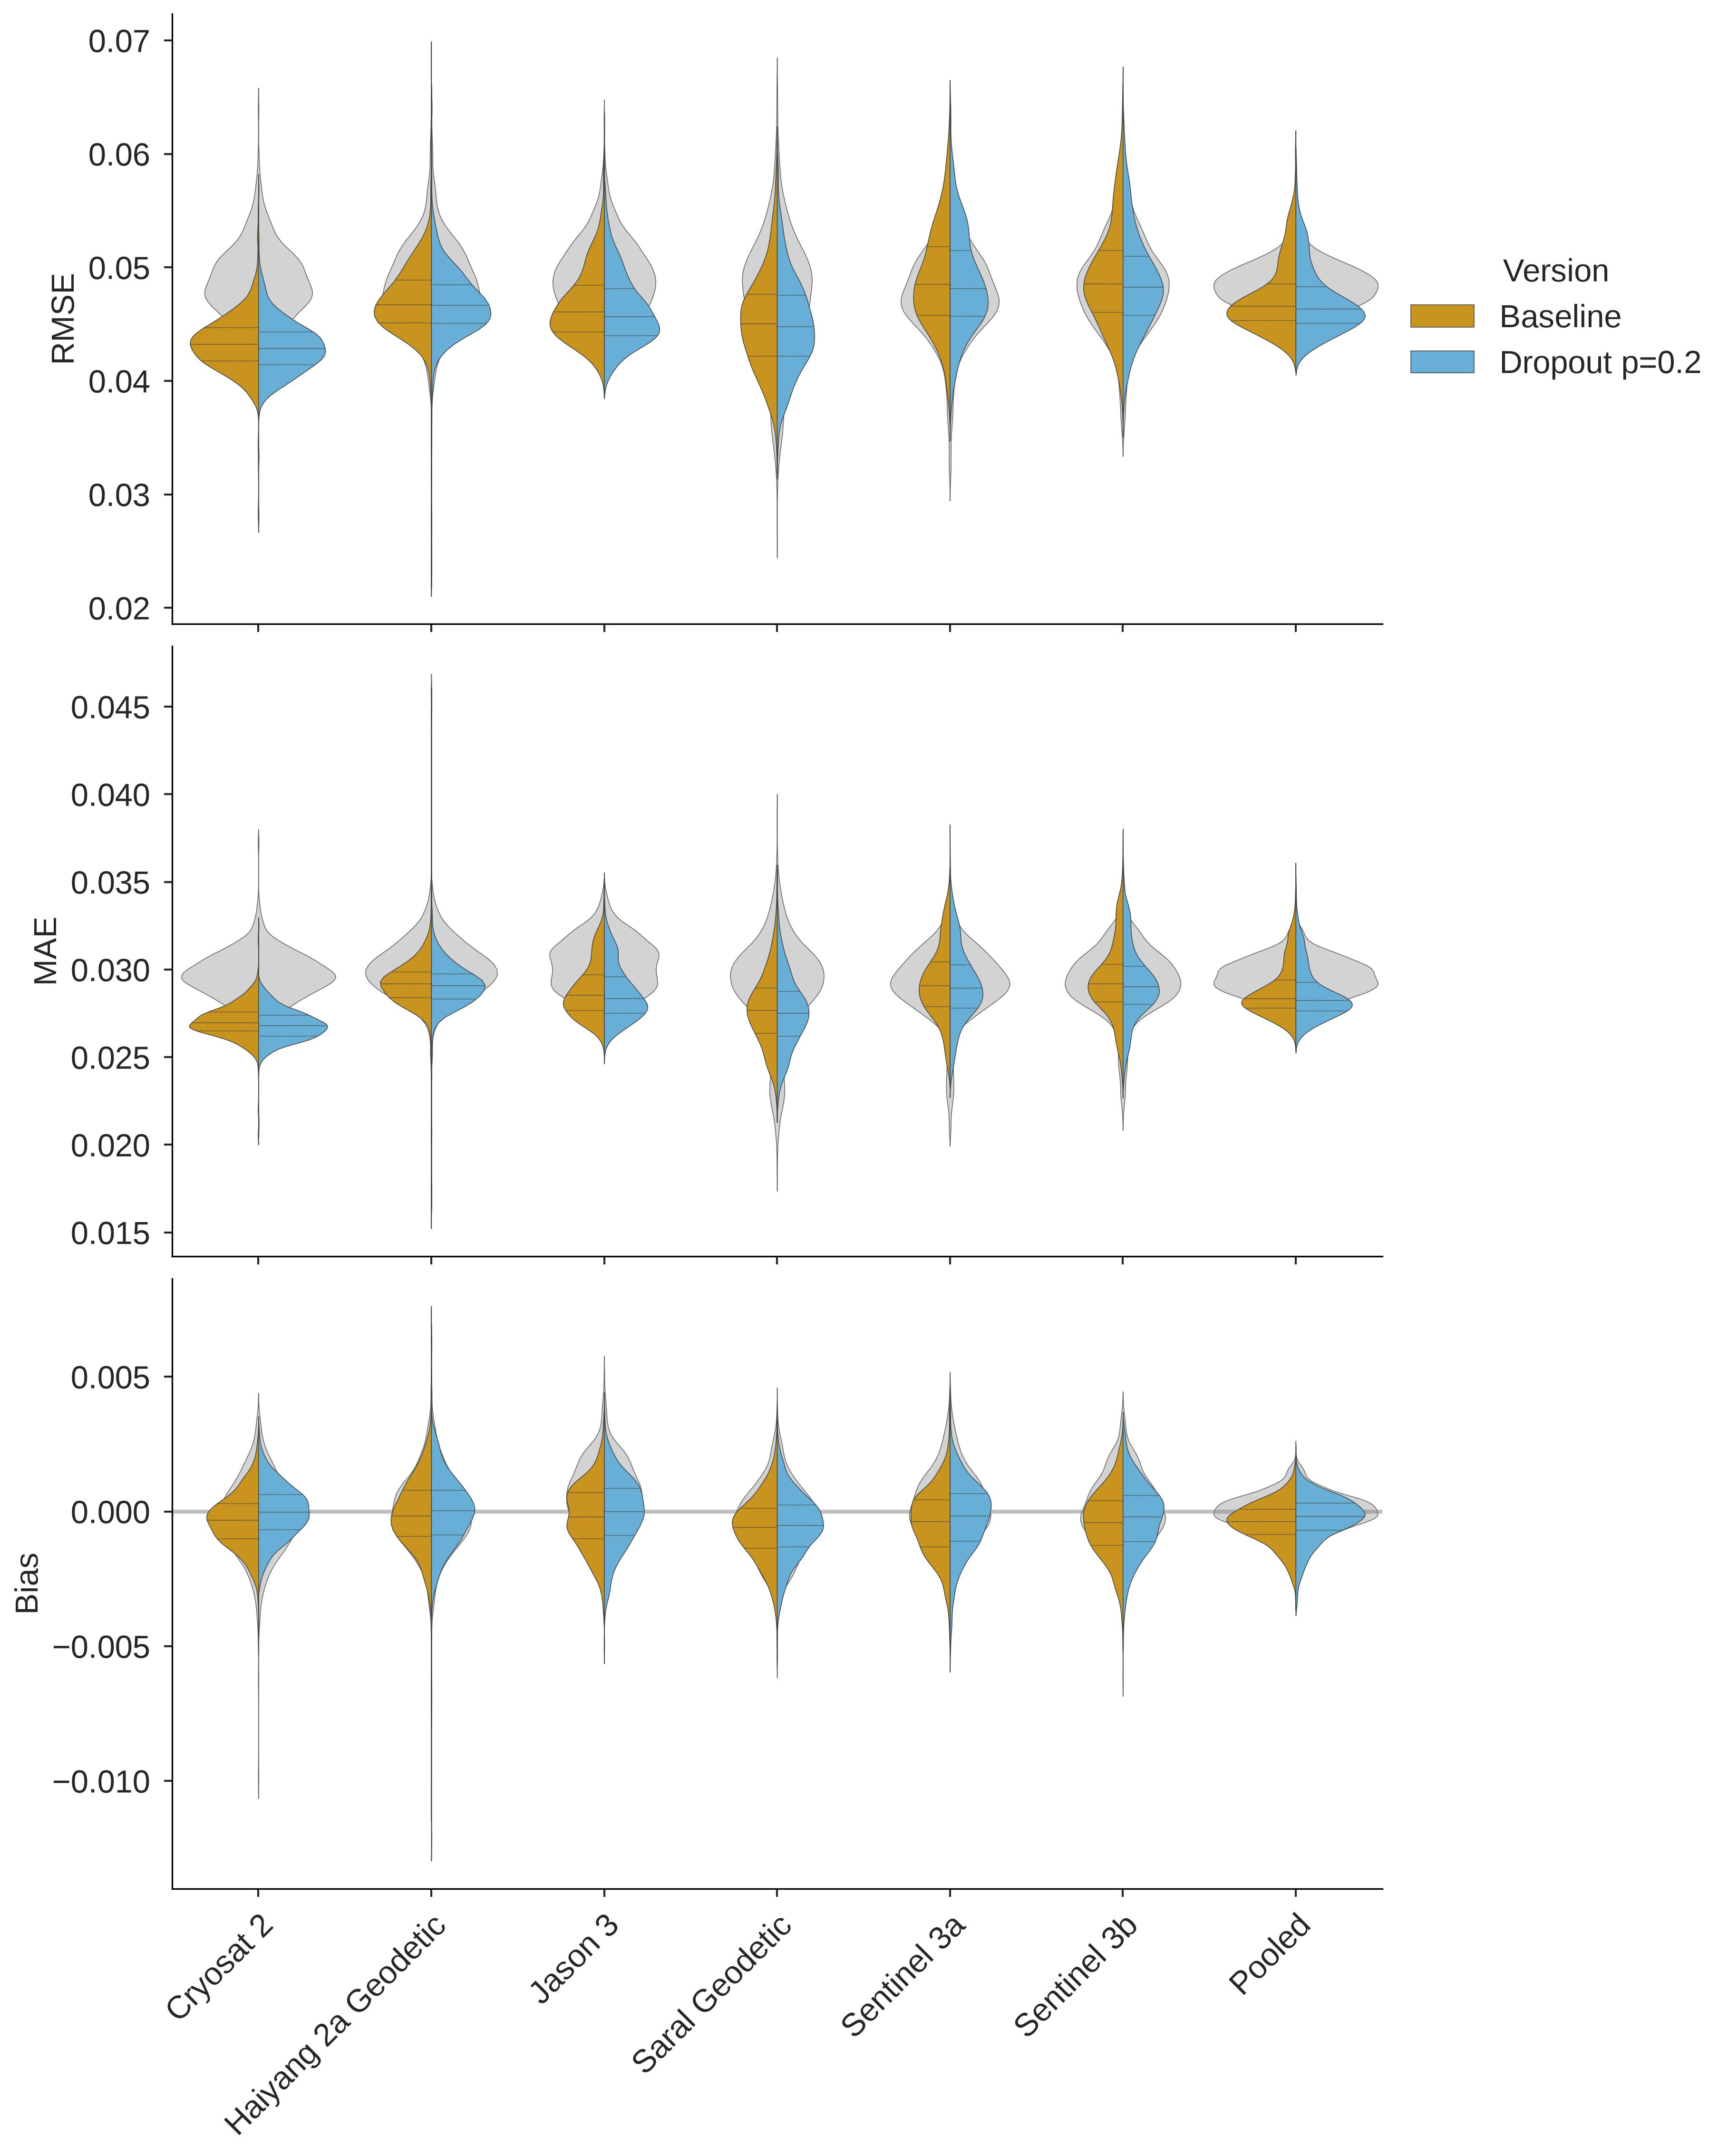 0.07
0.06
0.05
0.04
0.03
0.02
RMSE
Version
Baseline
Dropout p=0.2
0.045
0.040
0.035
0.030
0.025
0.020
0.015
MAE
0.005
0.000
−0.005
−0.010
Bias
Cryosat 2
Haiyang 2a Geodetic
Jason 3
Saral Geodetic
Sentinel 3a
Sentinel 3b
Pooled